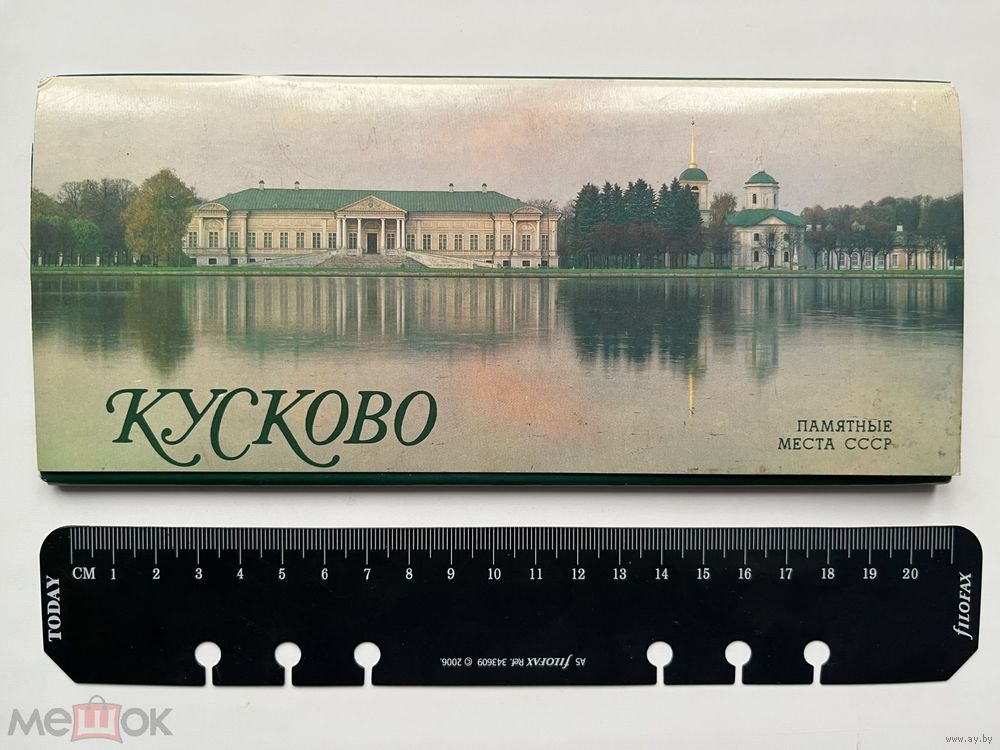 КУСКОВО
ПАМЯТНЫЕ
МЕСТА СССР
CM 1 2 3 4 5 6 7 8 9 10 11 12 13 14 15 16 17 18 19 20
TODAY
fILOFAX
A5 fILOFAX Ref. 343609 © 2006.
мешок
www.ay.by